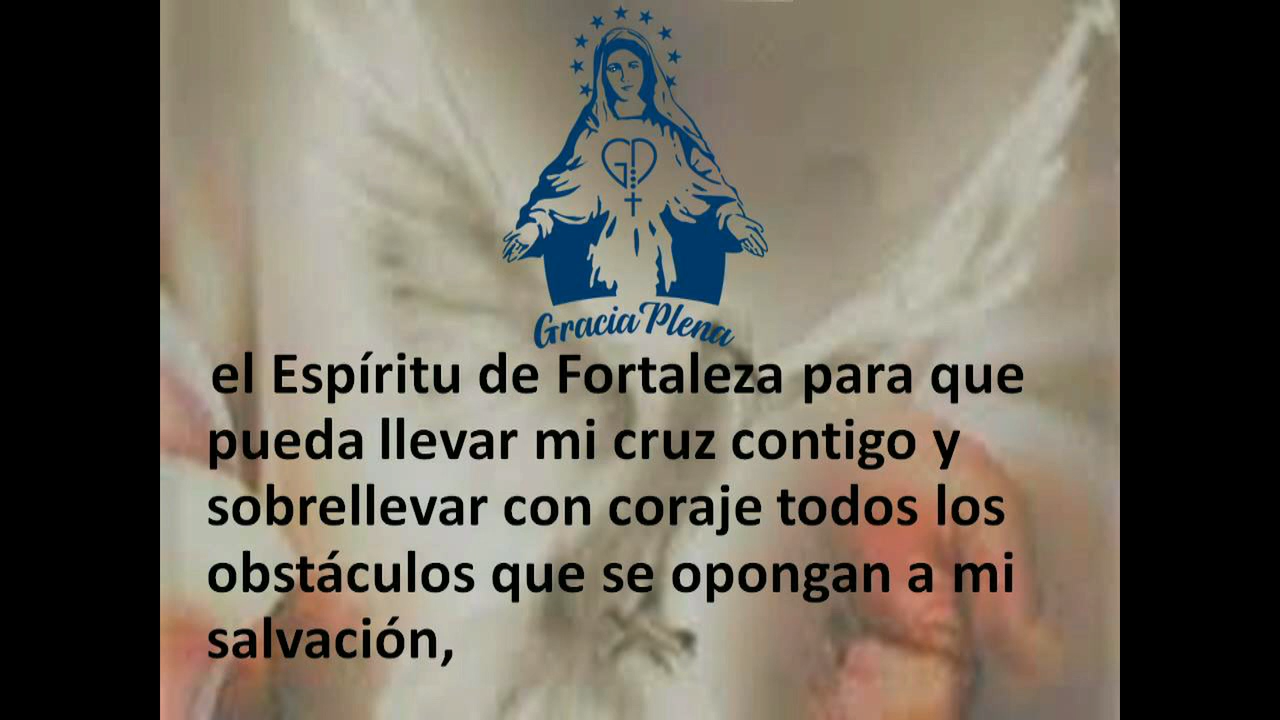 GD
Gracia Plena
el Espíritu de Fortaleza para que
pueda llevar mi cruz contigo y
sobrellevar con coraje todos los
obstáculos que se opongan a mi
salvación,